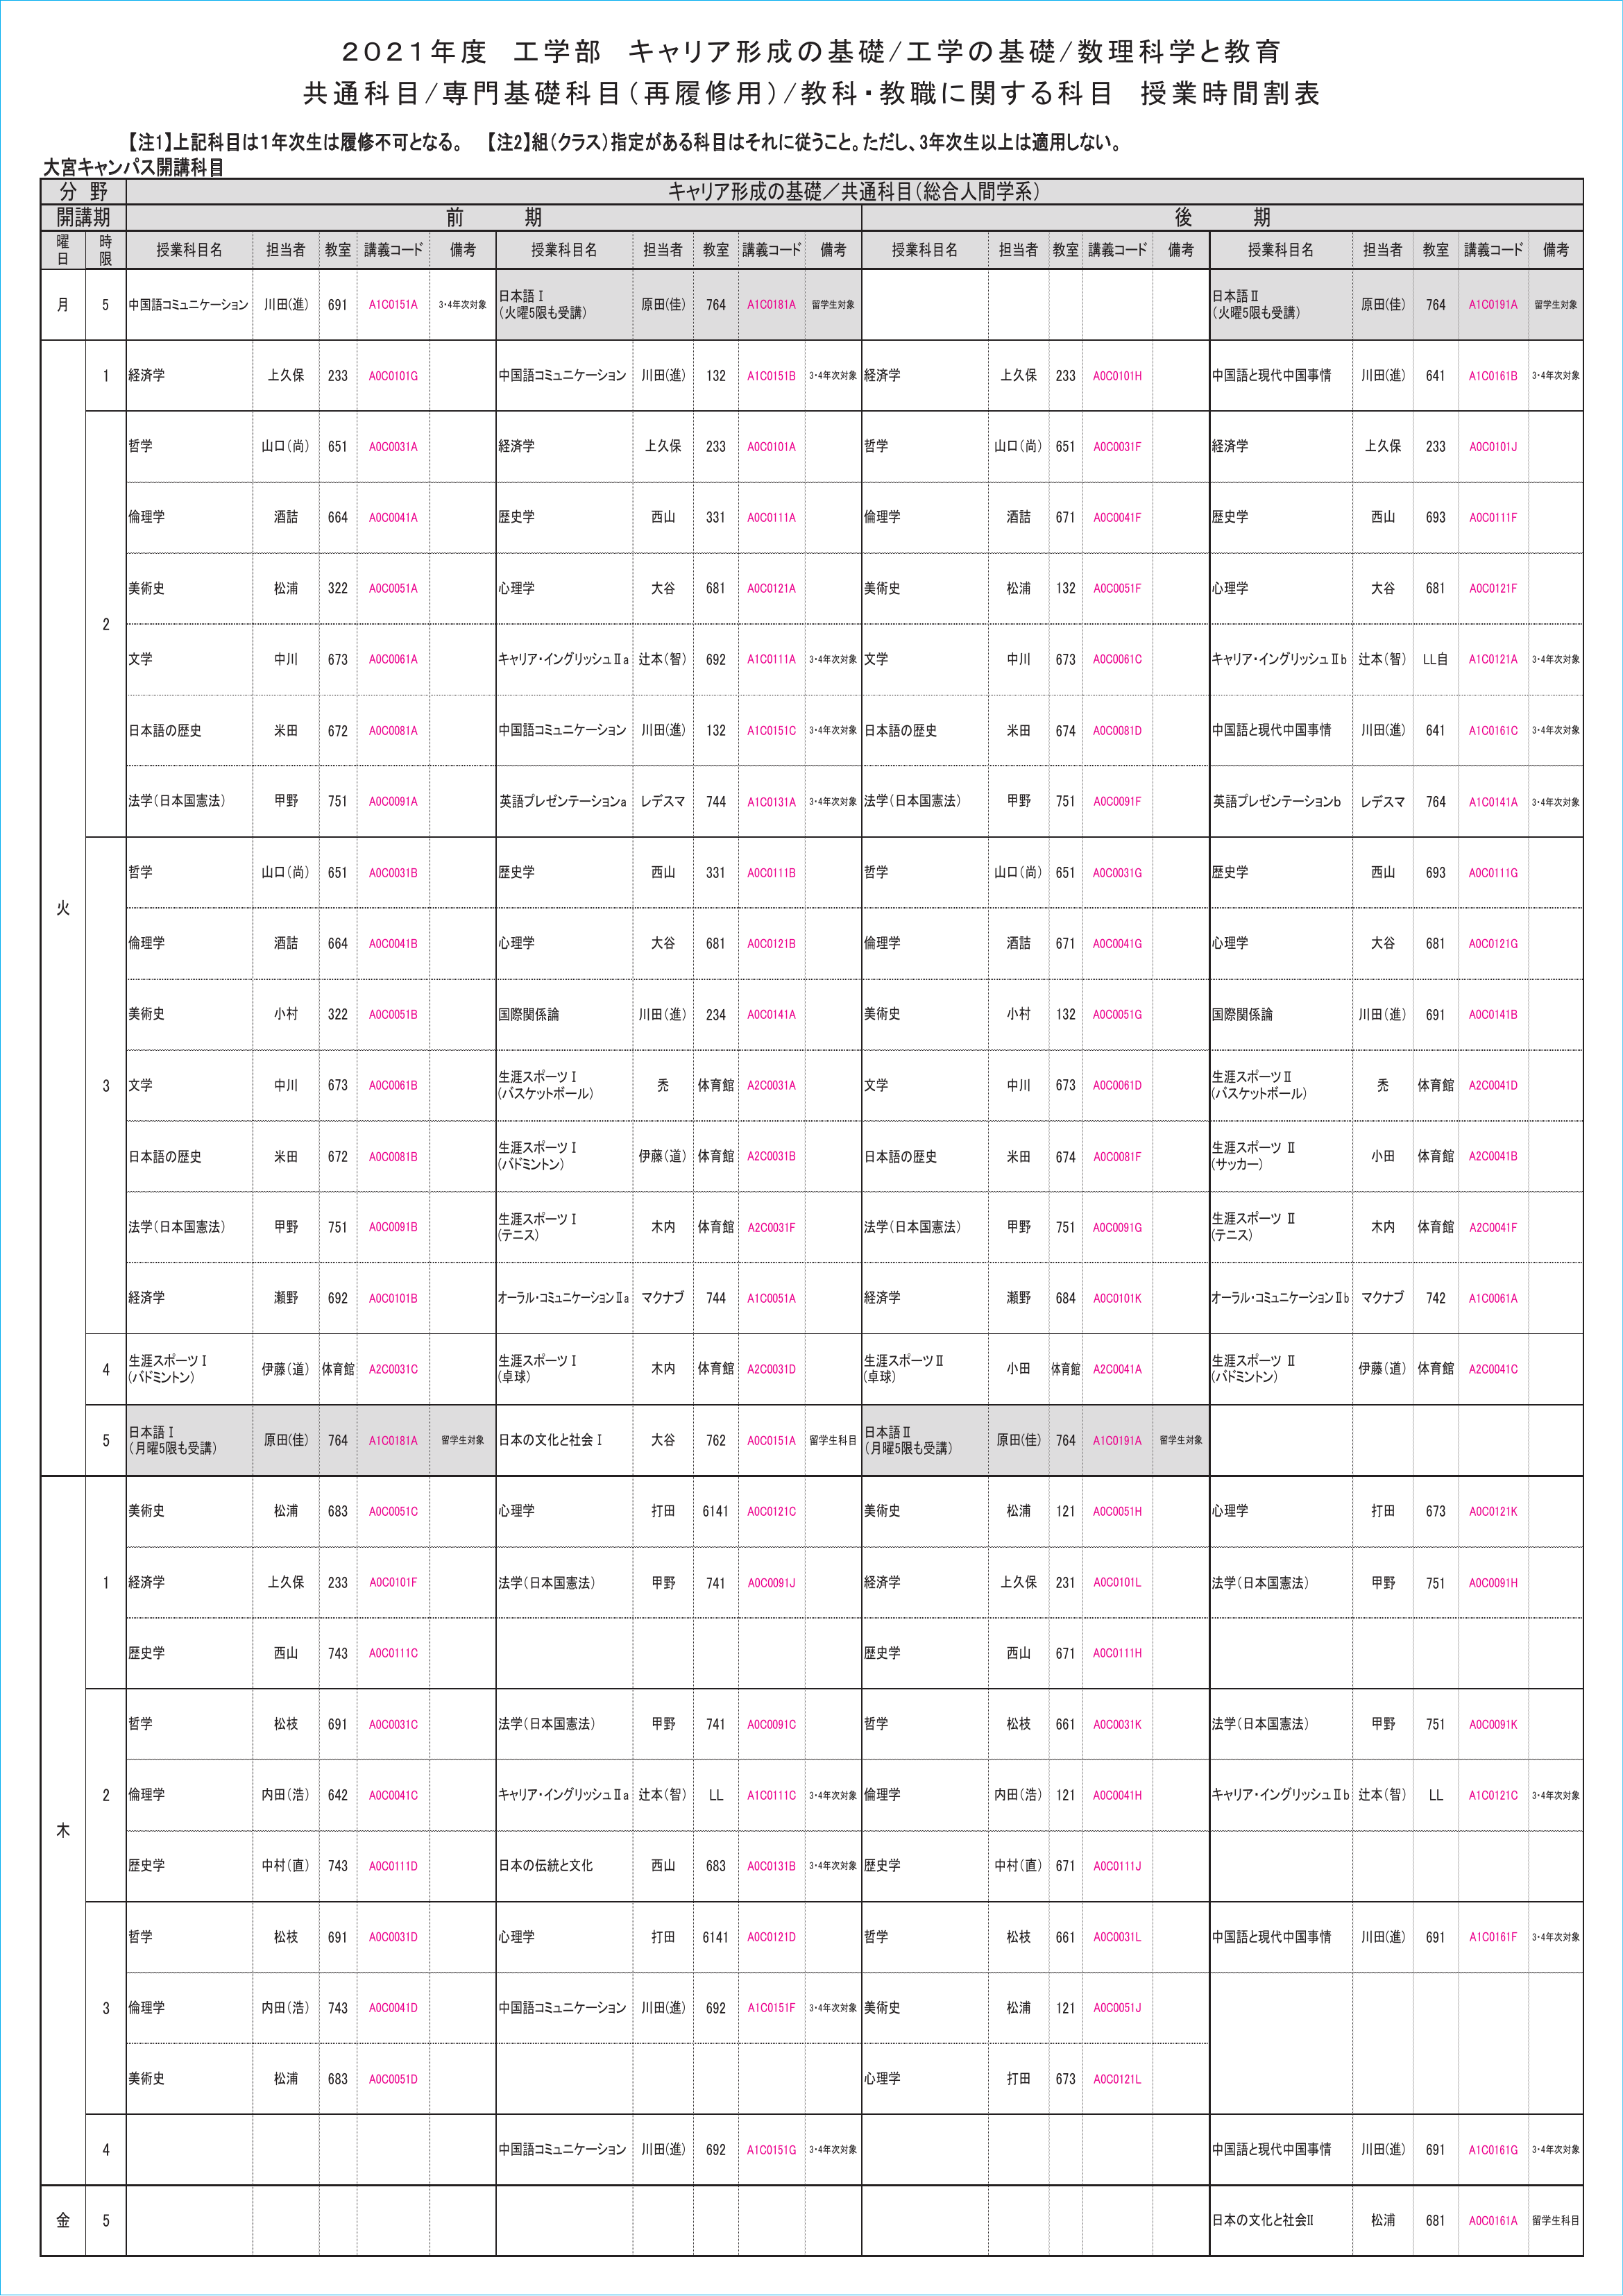 ２０２１年度　工学部　キャリア形成の基礎/工学の基礎/数理科学と教育
共通科目/専門基礎科目（再履修用）/教科・教職に関する科目　授業時間割表
【注1】上記科目は１年次生は履修不可となる。　【注2】組（クラス）指定がある科目はそれに従うこと。ただし、3年次生以上は適用しない。
大宮キャンパス開講科目
分 野 キャリア形成の基礎／共通科目（総合人間学系）
開講期 前 期 後 期
曜日 時限 授業科目名 担当者 教室 講義コード 備考 授業科目名 担当者 教室 講義コード 備考 授業科目名 担当者 教室 講義コード 備考 授業科目名 担当者 教室 講義コード 備考
月 5 中国語コミュニケーション 川田(進) 691 A1C0151A 3・4年次対象 日本語Ⅰ（火曜5限も受講） 原田(佳) 764 A1C0181A 留学生対象 日本語Ⅱ（火曜5限も受講） 原田(佳) 764 A1C0191A 留学生対象
火 1 経済学 上久保 233 A0C0101G 中国語コミュニケーション 川田(進) 132 A1C0151B 3・4年次対象 経済学 上久保 233 A0C0101H 中国語と現代中国事情 川田(進) 641 A1C0161B 3・4年次対象
2 哲学 山口（尚） 651 A0C0031A 経済学 上久保 233 A0C0101A 哲学 山口（尚） 651 A0C0031F 経済学 上久保 233 A0C0101J
倫理学 酒詰 664 A0C0041A 歴史学 西山 331 A0C0111A 倫理学 酒詰 671 A0C0041F 歴史学 西山 693 A0C0111F
美術史 松浦 322 A0C0051A 心理学 大谷 681 A0C0121A 美術史 松浦 132 A0C0051F 心理学 大谷 681 A0C0121F
文学 中川 673 A0C0061A キャリア・イングリッシュⅡa 辻本（智） 692 A1C0111A 3・4年次対象 文学 中川 673 A0C0061C キャリア・イングリッシュⅡb 辻本（智） LL自 A1C0121A 3・4年次対象
日本語の歴史 米田 672 A0C0081A 中国語コミュニケーション 川田(進) 132 A1C0151C 3・4年次対象 日本語の歴史 米田 674 A0C0081D 中国語と現代中国事情 川田(進) 641 A1C0161C 3・4年次対象
法学（日本国憲法） 甲野 751 A0C0091A 英語プレゼンテーションa レデスマ 744 A1C0131A 3・4年次対象 法学（日本国憲法） 甲野 751 A0C0091F 英語プレゼンテーションb レデスマ 764 A1C0141A 3・4年次対象
3 哲学 山口（尚） 651 A0C0031B 歴史学 西山 331 A0C0111B 哲学 山口（尚） 651 A0C0031G 歴史学 西山 693 A0C0111G
倫理学 酒詰 664 A0C0041B 心理学 大谷 681 A0C0121B 倫理学 酒詰 671 A0C0041G 心理学 大谷 681 A0C0121G
美術史 小村 322 A0C0051B 国際関係論 川田（進） 234 A0C0141A 美術史 小村 132 A0C0051G 国際関係論 川田（進） 691 A0C0141B
文学 中川 673 A0C0061B 生涯スポーツⅠ（バスケットボール） 禿 体育館 A2C0031A 文学 中川 673 A0C0061D 生涯スポーツⅡ（バスケットボール） 禿 体育館 A2C0041D
日本語の歴史 米田 672 A0C0081B 生涯スポーツⅠ（バドミントン） 伊藤（道） 体育館 A2C0031B 日本語の歴史 米田 674 A0C0081F 生涯スポーツ Ⅱ（サッカー） 小田 体育館 A2C0041B
法学（日本国憲法） 甲野 751 A0C0091B 生涯スポーツⅠ（テニス） 木内 体育館 A2C0031F 法学（日本国憲法） 甲野 751 A0C0091G 生涯スポーツ Ⅱ（テニス） 木内 体育館 A2C0041F
経済学 瀬野 692 A0C0101B オーラル・コミュニケーションⅡa マクナブ 744 A1C0051A 経済学 瀬野 684 A0C0101K オーラル・コミュニケーションⅡb マクナブ 742 A1C0061A
4 生涯スポーツⅠ（バドミントン） 伊藤（道） 体育館 A2C0031C 生涯スポーツⅠ（卓球） 木内 体育館 A2C0031D 生涯スポーツⅡ（卓球） 小田 体育館 A2C0041A 生涯スポーツ Ⅱ（バドミントン） 伊藤（道） 体育館 A2C0041C
5 日本語Ⅰ（月曜5限も受講） 原田(佳) 764 A1C0181A 留学生対象 日本の文化と社会Ⅰ 大谷 762 A0C0151A 留学生科目 日本語Ⅱ（月曜5限も受講） 原田(佳) 764 A1C0191A 留学生対象
木 1 美術史 松浦 683 A0C0051C 心理学 打田 6141 A0C0121C 美術史 松浦 121 A0C0051H 心理学 打田 673 A0C0121K
経済学 上久保 233 A0C0101F 法学（日本国憲法） 甲野 741 A0C0091J 経済学 上久保 231 A0C0101L 法学（日本国憲法） 甲野 751 A0C0091H
歴史学 西山 743 A0C0111C 歴史学 西山 671 A0C0111H
2 哲学 松枝 691 A0C0031C 法学（日本国憲法） 甲野 741 A0C0091C 哲学 松枝 661 A0C0031K 法学（日本国憲法） 甲野 751 A0C0091K
倫理学 内田（浩） 642 A0C0041C キャリア・イングリッシュⅡa 辻本（智） LL A1C0111C 3・4年次対象 倫理学 内田（浩） 121 A0C0041H キャリア・イングリッシュⅡb 辻本（智） LL A1C0121C 3・4年次対象
歴史学 中村（直） 743 A0C0111D 日本の伝統と文化 西山 683 A0C0131B 3・4年次対象 歴史学 中村（直） 671 A0C0111J
3 哲学 松枝 691 A0C0031D 心理学 打田 6141 A0C0121D 哲学 松枝 661 A0C0031L 中国語と現代中国事情 川田(進) 691 A1C0161F 3・4年次対象
倫理学 内田（浩） 743 A0C0041D 中国語コミュニケーション 川田(進) 692 A1C0151F 3・4年次対象 美術史 松浦 121 A0C0051J
美術史 松浦 683 A0C0051D 心理学 打田 673 A0C0121L
4 中国語コミュニケーション 川田(進) 692 A1C0151G 3・4年次対象 中国語と現代中国事情 川田(進) 691 A1C0161G 3・4年次対象
金 5 日本の文化と社会Ⅱ 松浦 681 A0C0161A 留学生科目